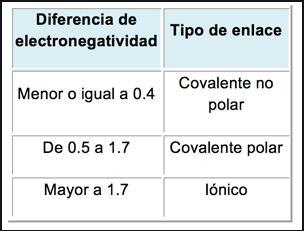 Diferencia de electronegatividad
Tipo de enlace
Menor o igual a 0.4
Covalente no polar
De 0.5 a 1.7
Covalente polar
Mayor a 1.7
Iónico